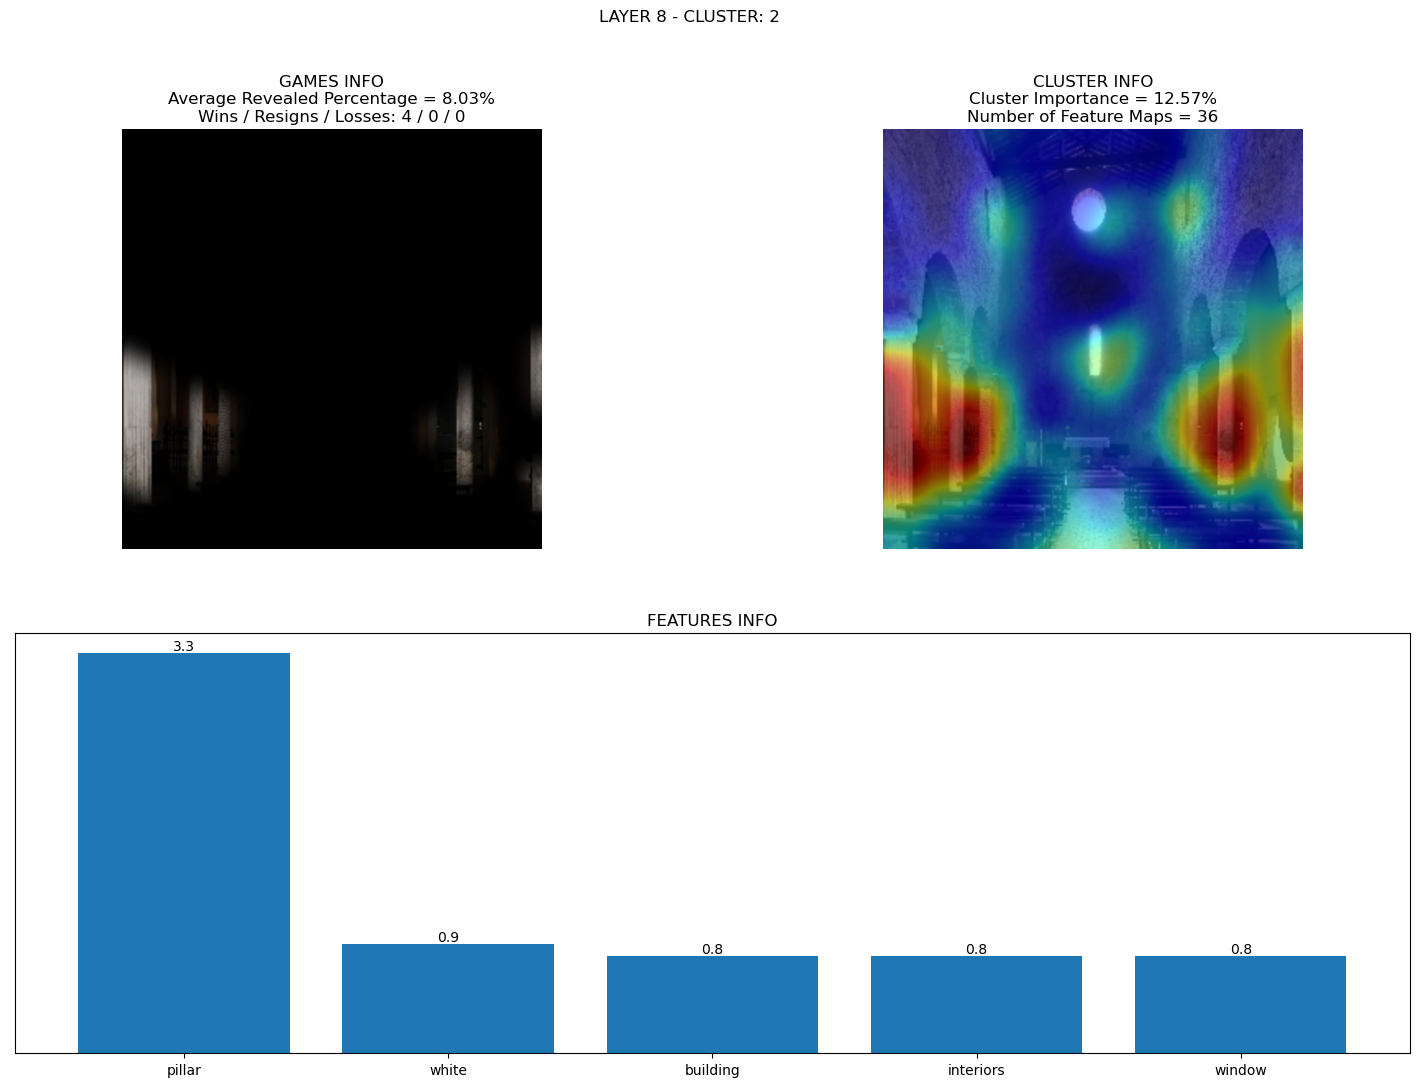 LAYER 8 - CLUSTER: 2
GAMES INFO
Average Revealed Percentage = 8.03%
Wins / Resigns / Losses: 4 / 0 / 0
CLUSTER INFO
Cluster Importance = 12.57%
Number of Feature Maps = 36
FEATURES INFO
3.3
0.9
0.8
0.8
0.8
pillar
white
building
interiors
window